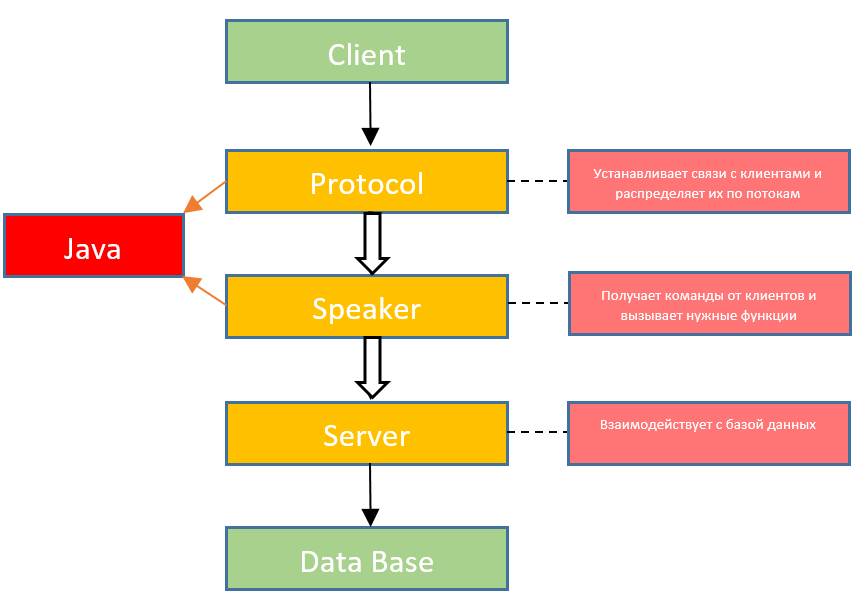 Client
Protocol
Устанавливает связи с клиентами и
распределяет их по потокам
Java
Speaker
Получает команды от клиентов и
вызывает нужные функции
Server
Взаимодействует с базой данных
Data Base